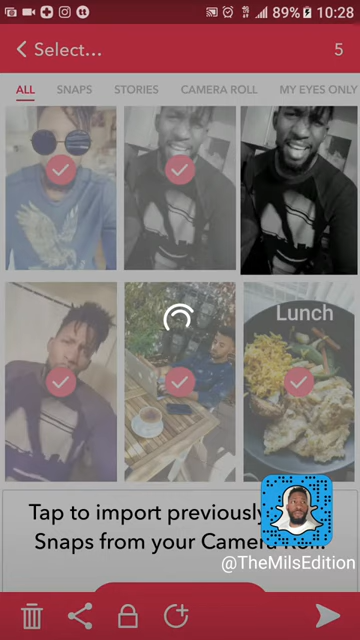 89% 10:28
Select... 5
ALL SNAPS STORIES CAMERA ROLL MY EYES ONLY
Lunch
Tap to import previously
Snaps from your Camera
@TheMilsEdition